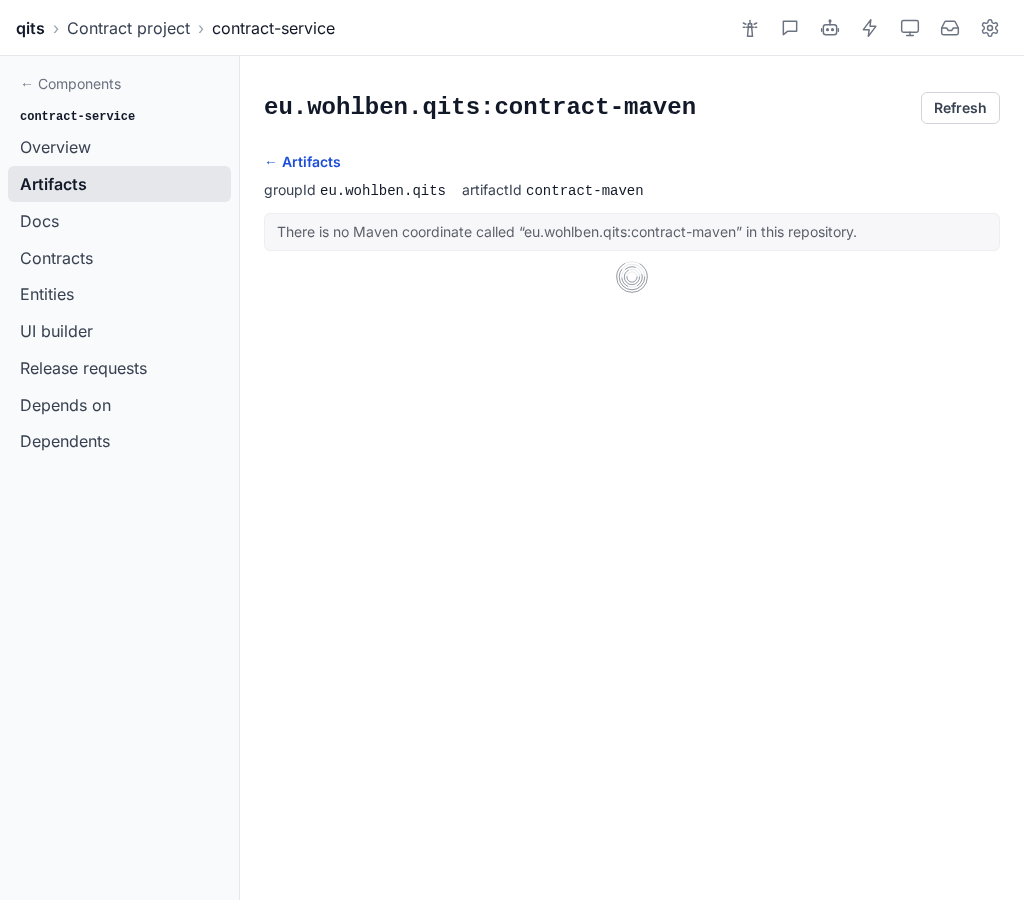 qits › Contract project › contract-service
← Components
contract-service
Overview
Artifacts
Docs
Contracts
Entities
UI builder
Release requests
Depends on
Dependents
eu.wohlben.qits:contract-maven
Refresh
← Artifacts
groupId eu.wohlben.qits artifactId contract-maven
There is no Maven coordinate called “eu.wohlben.qits:contract-maven” in this repository.